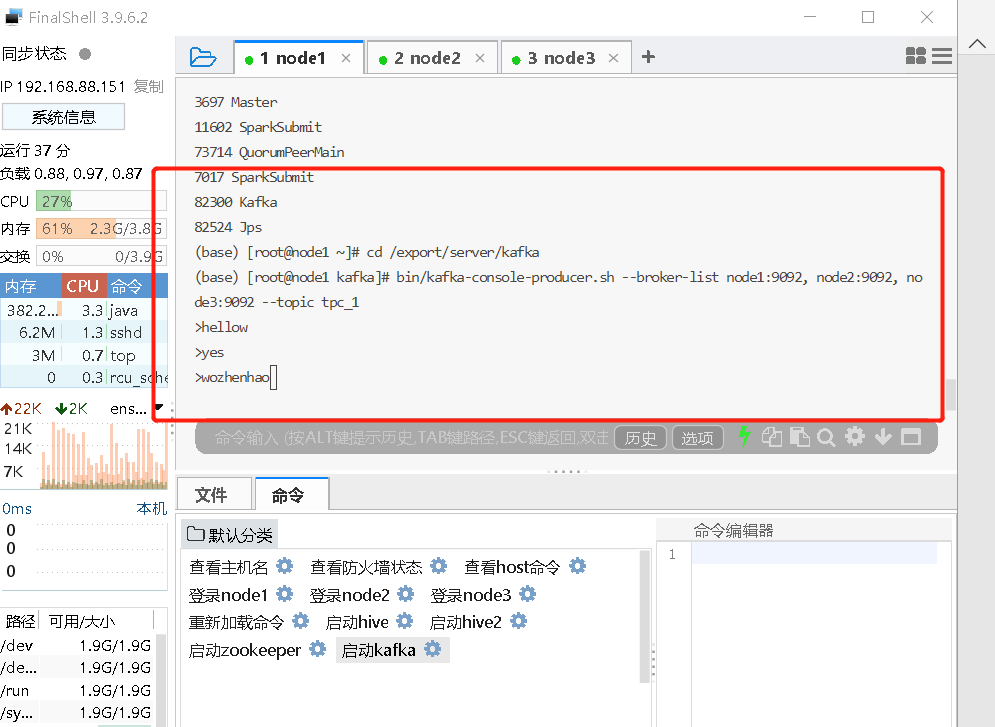 FinalShell 3.9.6.2
同步状态
IP 192.168.88.151 复制
系统信息
运行 37 分
负载 0.88, 0.97, 0.87
CPU 27%
内存 61% 2.3G/3.8G
交换 0% 0/3.9G
内存 CPU 命令
382.2... 3.3 java
6.2M 1.3 sshd
3M 0.7 top
0 0.3 rcu_sche
22K 2K ens...
21K
14K
7K
0ms 本机
0
0
0
路径 可用/大小
/dev 1.9G/1.9G
/de... 1.9G/1.9G
/run 1.9G/1.9G
/sy... 1.9G/1.9G
1 node1 2 node2 3 node3
3697 Master
11602 SparkSubmit
73714 QuorumPeerMain
7017 SparkSubmit
82300 Kafka
82524 Jps
(base) [root@node1 ~]# cd /export/server/kafka
(base) [root@node1 kafka]# bin/kafka-console-producer.sh --broker-list node1:9092, node2:9092, no
de3:9092 --topic tpc_1
>hellow
>yes
>wozhenhao
命令输入 (按ALT键提示历史,TAB键路径,ESC键返回,双击 历史 选项
文件 命令
默认分类
查看主机名 查看防火墙状态 查看host命令
登录node1 登录node2 登录node3
重新加载命令 启动hive 启动hive2
启动zookeeper 启动kafka
命令编辑器
1